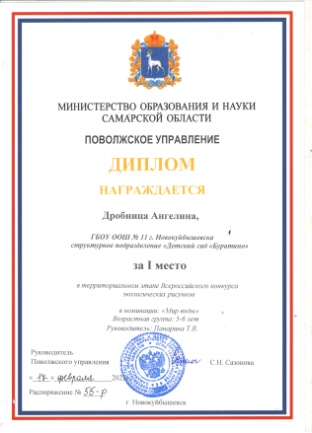 МИНИСТЕРСТВО ОБРАЗОВАНИЯ И НАУКИ
САМАРСКОЙ ОБЛАСТИ
ПОВОЛЖСКОЕ УПРАВЛЕНИЕ
ДИПЛОМ
НАГРАЖДАЕТСЯ
Дробница Ангелина,
ГБОУ ООШ № 11 г. Новокуйбышевска
структурное подразделение «Детский сад «Буратино»
за I место
в территориальном этапе Всероссийского конкурса
экологических рисунков
в номинации: «Мир воды»
Возрастная группа: 5-6 лет
Руководитель: Панарина Т.В.
Руководитель
Поволжского управления
С.Н. Сазонова
« 17 » февраля
Распоряжение № 55-р
г. Новокуйбышевск